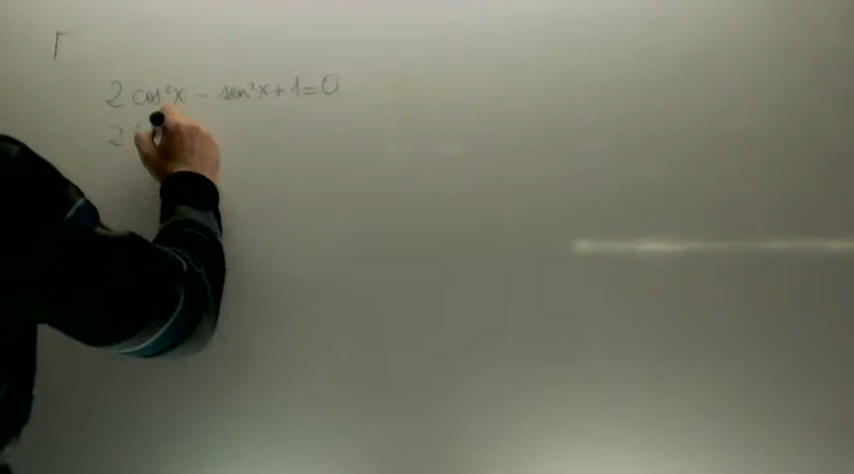 2 cos²x - sen²x + 1 = 0
2 (